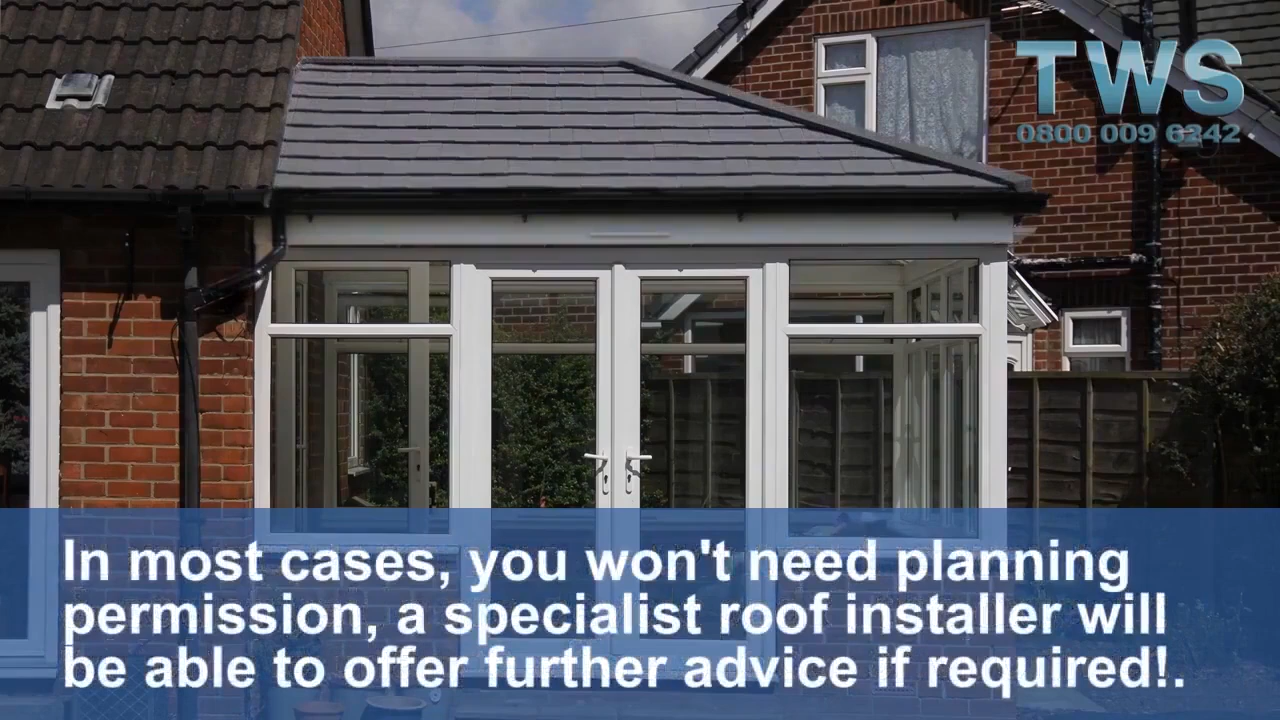 TWS
0800 009 6242
In most cases, you won't need planning
permission, a specialist roof installer will
be able to offer further advice if required!.